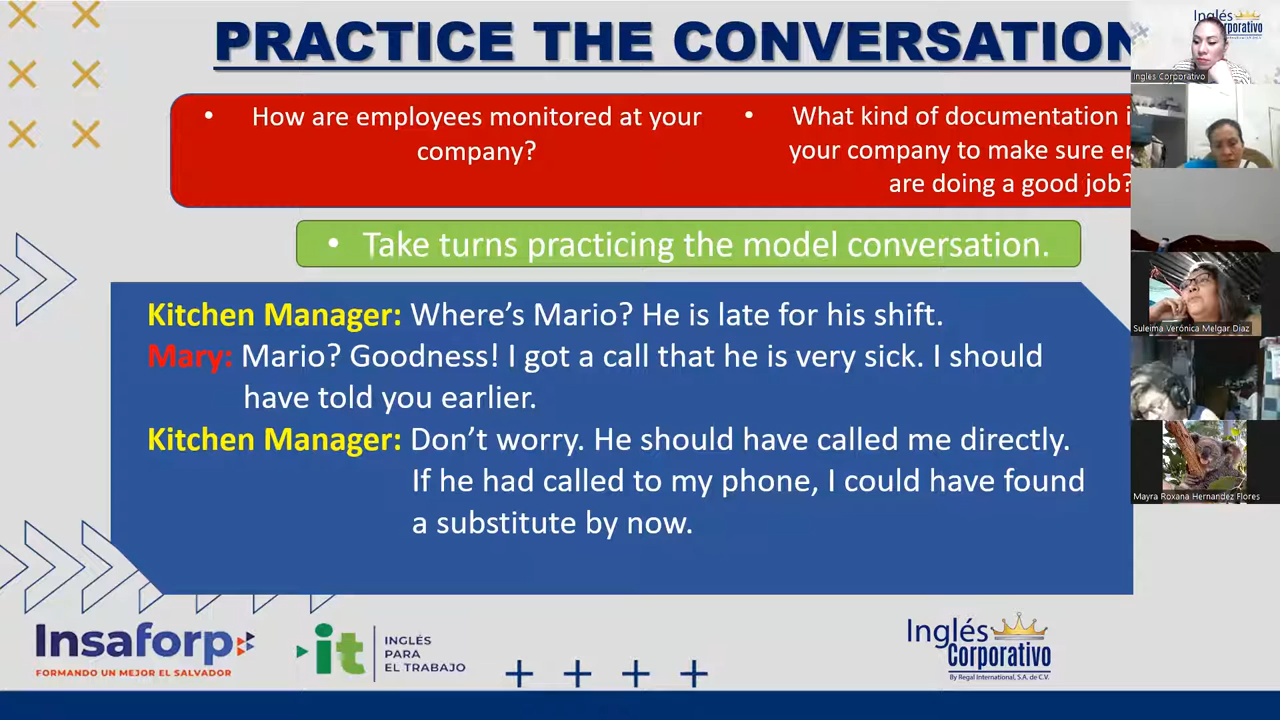 PRACTICE THE CONVERSATION
• How are employees monitored at your
company?
• What kind of documentation
your company to make sure
are doing a good job?
• Take turns practicing the model conversation.
Kitchen Manager: Where's Mario? He is late for his shift.
Mary: Mario? Goodness! I got a call that he is very sick. I should
have told you earlier.
Kitchen Manager: Don't worry. He should have called me directly.
If he had called to my phone, I could have found
a substitute by now.
Insaforp
FORMANDO UN MEJOR EL SALVADOR
it
INGLÉS
PARA
EL TRABAJO
Inglés
Corporativo
By Regal International, S.A. de C.V.
Inglés
Corporativo
Ingles Corporativo
Suleima Verónica Melgar Diaz
Mayra Roxana Hernandez Flores